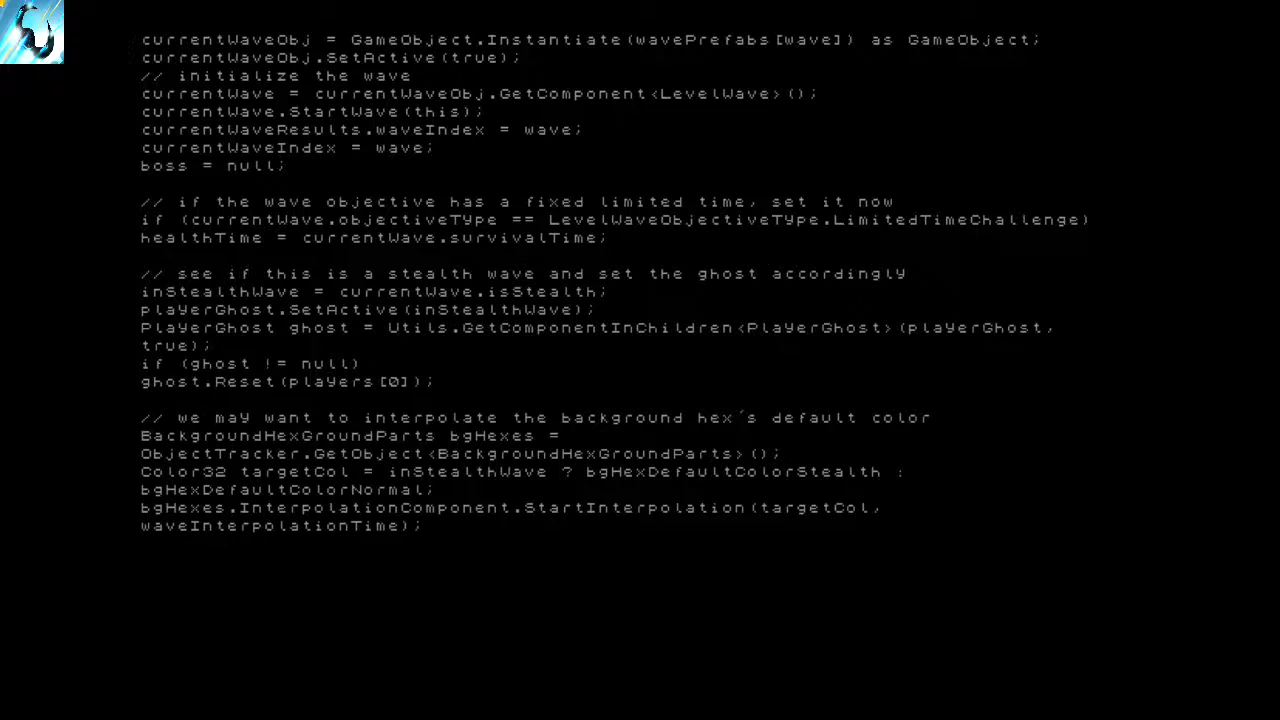 currentWaveObj = GameObject.Instantiate(wavePrefabs[wave]) as GameObject;
currentWaveObj.SetActive(true);
// initialize the wave
currentWave = currentWaveObj.GetComponent<LevelWave>();
currentWave.StartWave(this);
currentWaveResults.waveIndex = wave;
currentWaveIndex = wave;
boss = null;
// if the wave objective has a fixed limited time, set it now
if (currentWave.objectiveType == LevelWaveObjectiveType.LimitedTimeChallenge)
healthTime = currentWave.survivalTime;
// see if this is a stealth wave and set the ghost accordingly
inStealthWave = currentWave.isStealth;
playerGhost.SetActive(inStealthWave);
PlayerGhost ghost = Utils.GetComponentInChildren<PlayerGhost>(playerGhost,
true);
if (ghost != null)
ghost.Reset(players[0]);
// we may want to interpolate the background hex's default color
BackgroundHexGroundParts bgHexes =
ObjectTracker.GetObject<BackgroundHexGroundParts>();
Color32 targetCol = inStealthWave ? bgHexDefaultColorStealth :
bgHexDefaultColorNormal;
bgHexes.InterpolationComponent.StartInterpolation(targetCol,
waveInterpolationTime);